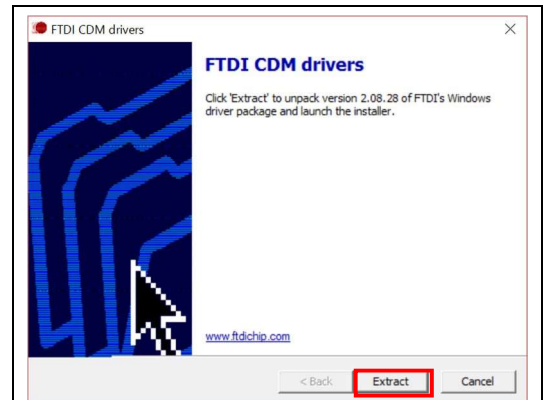 FTDI CDM drivers
FTDI CDM drivers
Click 'Extract' to unpack version 2.08.28 of FTDI's Windows
driver package and launch the installer.
www.ftdichip.com
< Back Extract Cancel